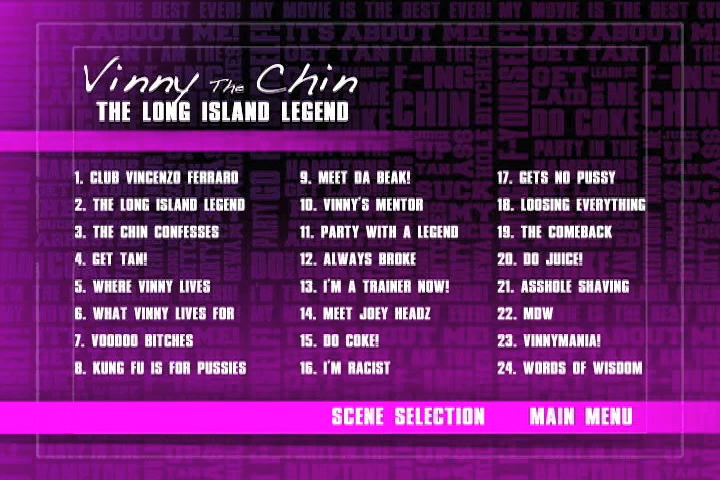 Vinny The Chin
THE LONG ISLAND LEGEND
1. CLUB VINCENZO FERRARO
2. THE LONG ISLAND LEGEND
3. THE CHIN CONFESSES
4. GET TAN!
5. WHERE VINNY LIVES
6. WHAT VINNY LIVES FOR
7. VOODOO BITCHES
8. KUNG FU IS FOR PUSSIES
9. MEET DA BEAK!
10. VINNY'S MENTOR
11. PARTY WITH A LEGEND
12. ALWAYS BROKE
13. I'M A TRAINER NOW!
14. MEET JOEY HEADZ
15. DO COKE!
16. I'M RACIST
17. GETS NO PUSSY
18. LOOSING EVERYTHING
19. THE COMEBACK
20. DO JUICE!
21. ASSHOLE SHAVING
22. MDW
23. VINNYMANIA!
24. WORDS OF WISDOM
SCENE SELECTION
MAIN MENU